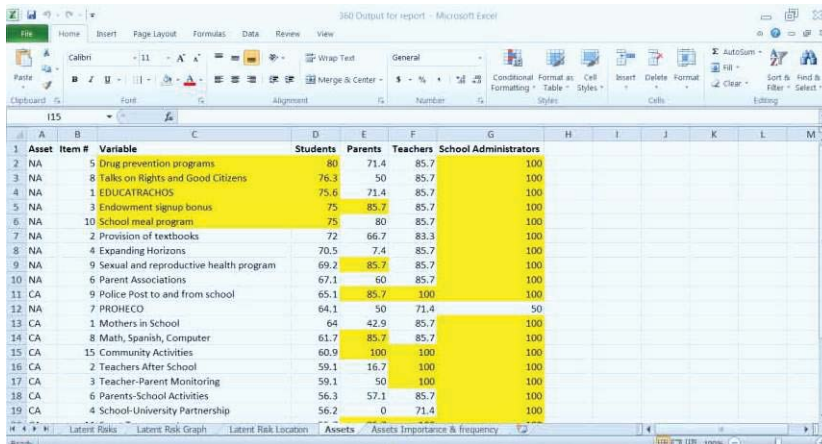 360 Output for report - Microsoft Excel
File Home Insert Page Layout Formulas Data Review View
Calibri 11 A A Wrap Text General Σ AutoSum
Paste B I U A Merge & Center $ % , Conditional Format as Cell Insert Delete Format Fill Sort & Find &
Formatting Table Styles Clear Filter Select
Clipboard Font Alignment Number Styles Cells Editing
I15 fx
A B C D E F G H I J K L M
1 Asset Item # Variable Students Parents Teachers School Administrators
2 NA 5 Drug prevention programs 80 71.4 85.7 100
3 NA 8 Talks on Rights and Good Citizens 76.3 50 85.7 100
4 NA 1 EDUCATRACHOS 75.6 71.4 85.7 100
5 NA 3 Endowment signup bonus 75 85.7 85.7 100
6 NA 10 School meal program 75 80 85.7 100
7 NA 2 Provision of textbooks 72 66.7 83.3 100
8 NA 4 Expanding Horizons 70.5 7.4 85.7 100
9 NA 9 Sexual and reproductive health program 69.2 85.7 85.7 100
10 NA 6 Parent Associations 67.1 60 85.7 100
11 CA 9 Police Post to and from school 65.1 85.7 100 100
12 NA 7 PROHECO 64.1 50 71.4 50
13 CA 1 Mothers in School 64 42.9 85.7 100
14 CA 8 Math, Spanish, Computer 61.7 85.7 85.7 100
15 CA 15 Community Activities 60.9 100 100 100
16 CA 2 Teachers After School 59.1 16.7 100 100
17 CA 3 Teacher-Parent Monitoring 59.1 50 100 100
18 CA 6 Parents-School Activities 56.3 57.1 85.7 100
19 CA 4 School-University Partnership 56.2 0 71.4 100
Latent Risks Latent Risk Graph Latent Risk Location Assets Assets Importance & frequency
Ready 100%